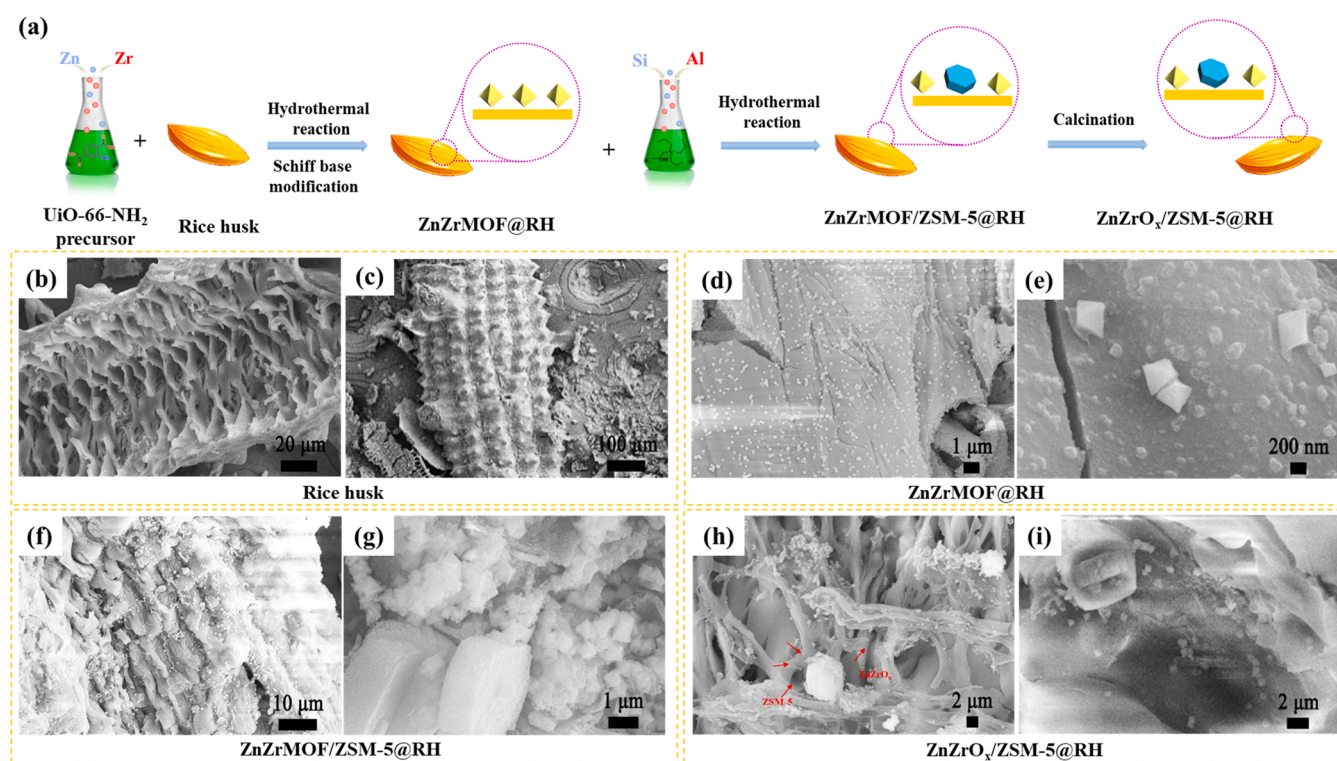 (a)
Zn Zr
+
UiO-66-NH₂
precursor
Rice husk
Hydrothermal
reaction
Schiff base
modification
ZnZrMOF@RH
+
Si Al
OH
Hydrothermal
reaction
ZnZrMOF/ZSM-5@RH
Calcination
ZnZrOₓ/ZSM-5@RH
(b)
20 μm
(c)
100 μm
Rice husk
(d)
1 μm
(e)
200 nm
ZnZrMOF@RH
(f)
10 μm
(g)
1 μm
ZnZrMOF/ZSM-5@RH
(h)
ZnZrOₓ
ZSM-5
2 μm
(i)
2 μm
ZnZrOₓ/ZSM-5@RH